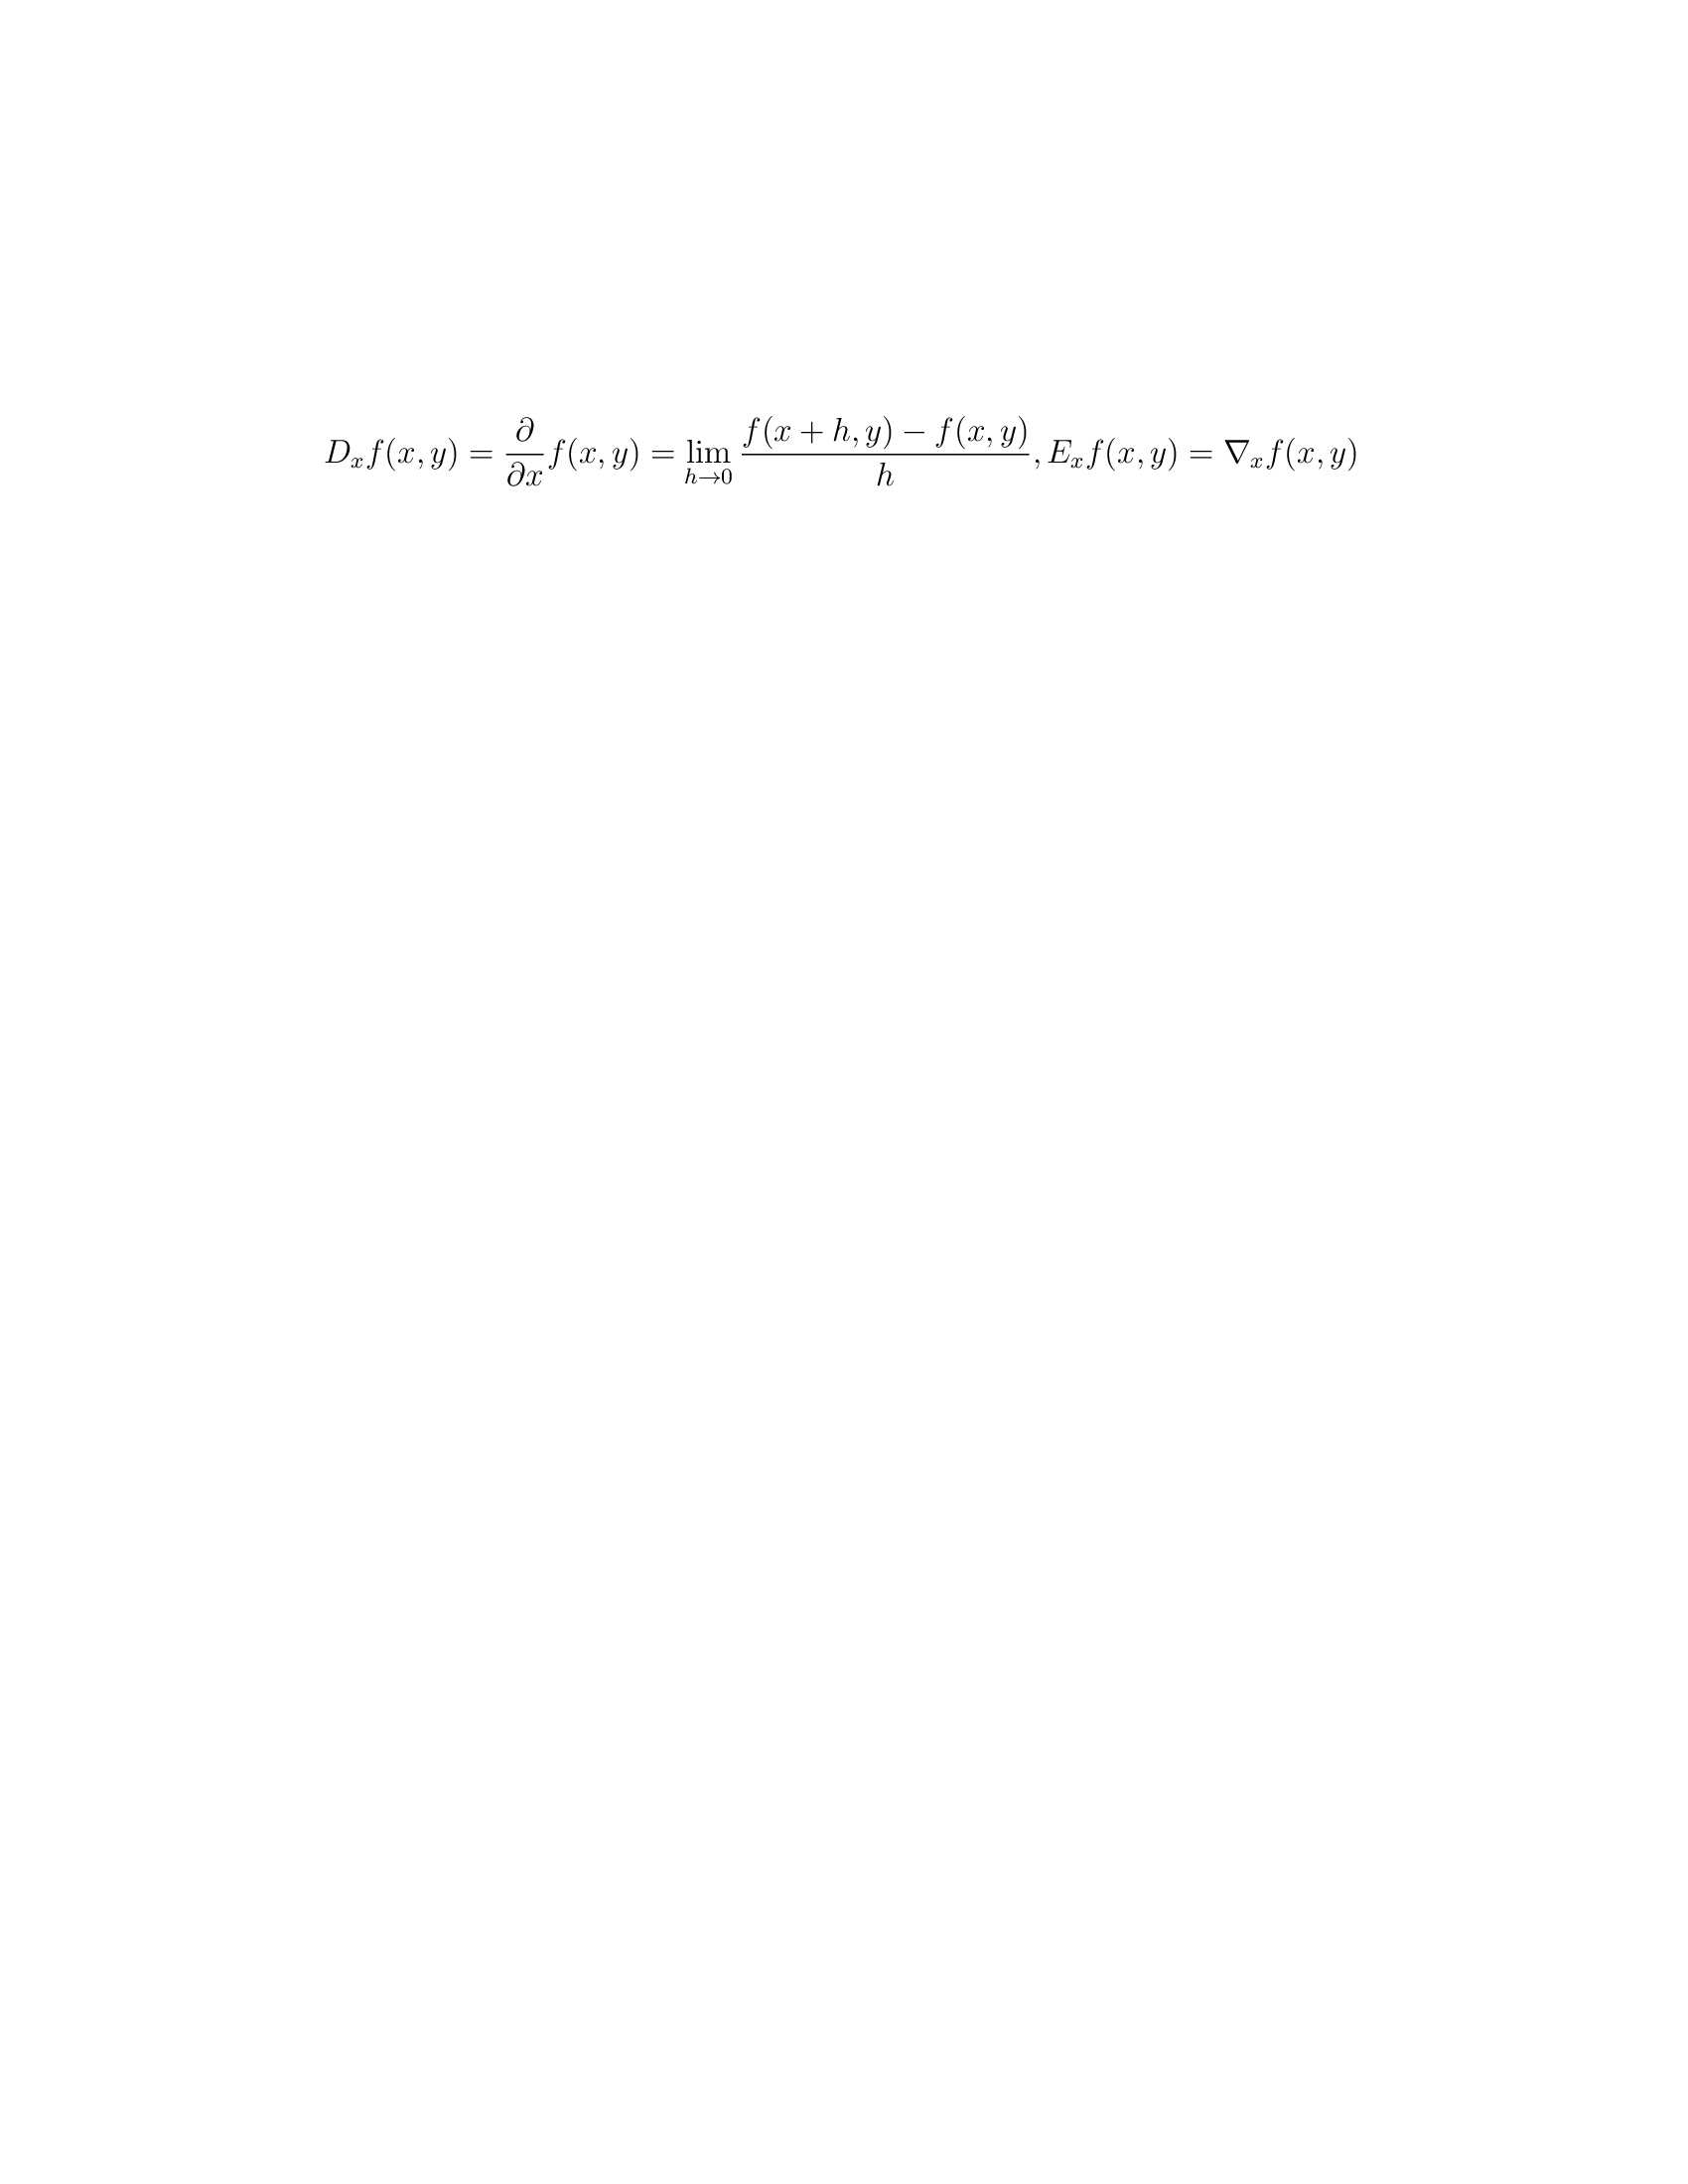 $D_x f(x, y) = \frac{\partial}{\partial x} f(x, y) = \lim_{h \to 0} \frac{f(x + h, y) - f(x, y)}{h}, E_x f(x, y) = \nabla_x f(x, y)$